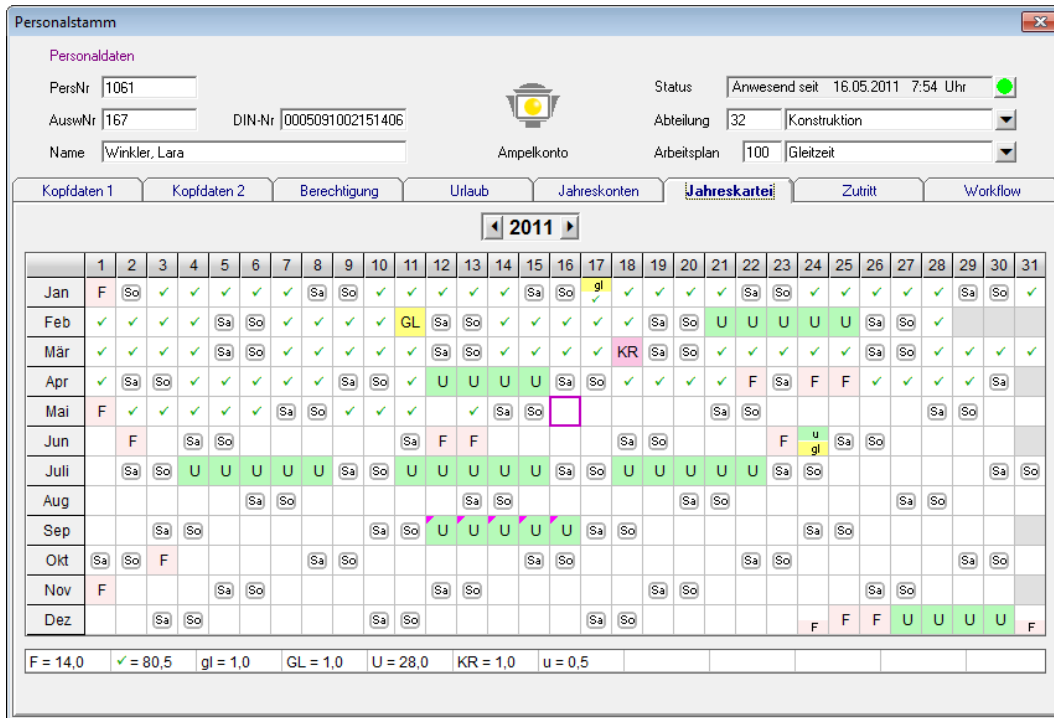 Personalstamm
Personaldaten
PersNr 1061
Status Anwesend seit 16.05.2011 7:54 Uhr
AuswNr 167 DIN-Nr 0005091002151406
Abteilung 32 Konstruktion
Name Winkler, Lara
Ampelkonto
Arbeitsplan 100 Gleitzeit
Kopfdaten 1 Kopfdaten 2 Berechtigung Urlaub Jahreskonten Jahreskartei Zutritt Workflow
2011
1 2 3 4 5 6 7 8 9 10 11 12 13 14 15 16 17 18 19 20 21 22 23 24 25 26 27 28 29 30 31
Jan F So ✓ ✓ ✓ ✓ ✓ Sa So ✓ ✓ ✓ ✓ ✓ Sa So gl ✓ ✓ ✓ ✓ ✓ Sa So ✓ ✓ ✓ ✓ ✓ Sa So ✓
Feb ✓ ✓ ✓ ✓ Sa So ✓ ✓ ✓ ✓ GL Sa So ✓ ✓ ✓ ✓ ✓ Sa So U U U U U Sa So ✓
Mär ✓ ✓ ✓ ✓ Sa So ✓ ✓ ✓ ✓ ✓ Sa So ✓ ✓ ✓ ✓ KR Sa So ✓ ✓ ✓ ✓ ✓ Sa So ✓ ✓ ✓ ✓
Apr ✓ Sa So ✓ ✓ ✓ ✓ ✓ Sa So ✓ U U U U Sa So ✓ ✓ ✓ ✓ F Sa F F ✓ ✓ ✓ ✓ Sa
Mai F ✓ ✓ ✓ ✓ ✓ Sa So ✓ ✓ ✓ ✓ Sa So Sa So Sa So
Jun F Sa So Sa F F Sa So F u gl Sa So
Juli Sa So U U U U U Sa So U U U U U Sa So U U U U U Sa So Sa So
Aug Sa So Sa So Sa So Sa So
Sep Sa So Sa So U U U U U Sa So Sa So
Okt Sa So F Sa So Sa So Sa So Sa So
Nov F Sa So Sa So Sa So Sa So
Dez Sa So Sa So Sa So F F F U U U U F
F = 14,0 ✓ = 80,5 gl = 1,0 GL = 1,0 U = 28,0 KR = 1,0 u = 0,5